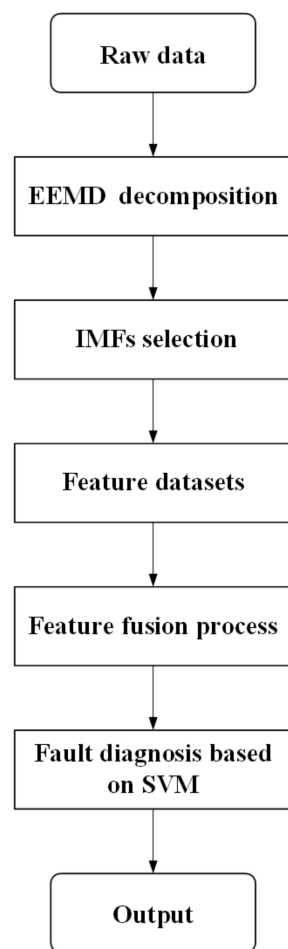 Raw data
EEMD decomposition
IMFs selection
Feature datasets
Feature fusion process
Fault diagnosis based
on SVM
Output